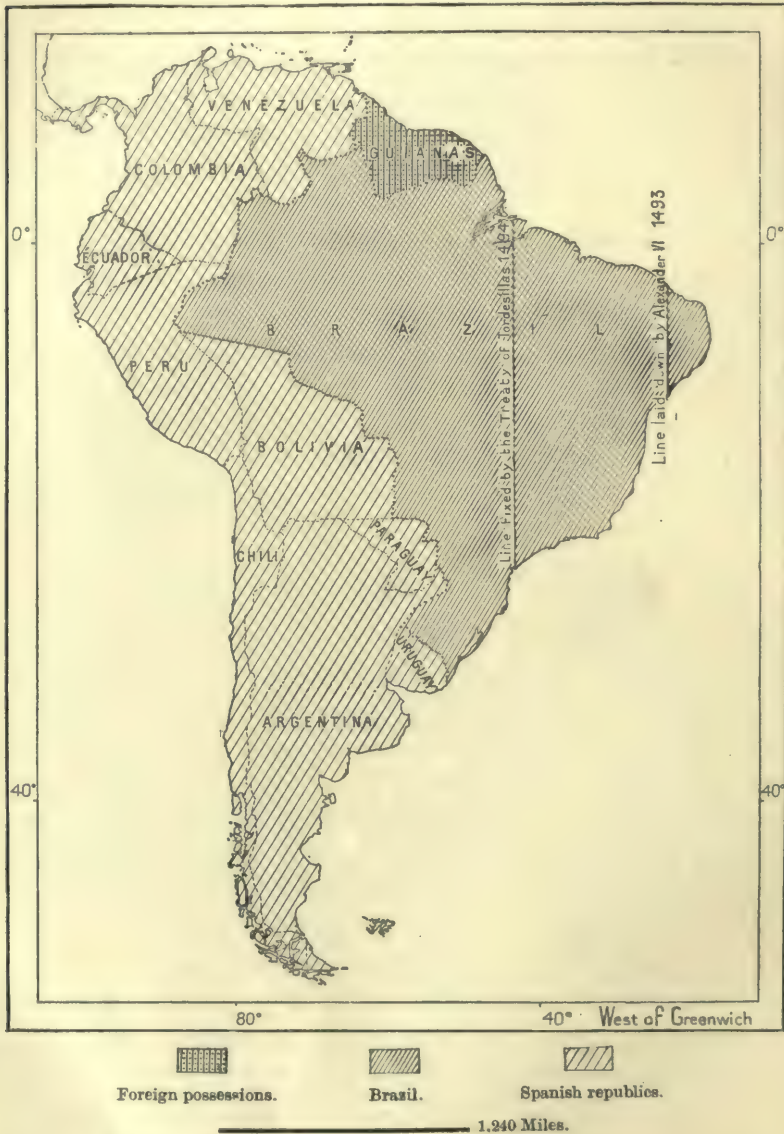 VENEZUELA
GUIANAS
COLOMBIA
0°
0°
ECUADOR
BRAZIL
PERU
BOLIVIA
CHILI
PARAGUAY
URUGUAY
ARGENTINA
Line fixed by the Treaty of Tordesillas 1494
Line laid down by Alexander VI 1493
40°
40°
80°
40° West of Greenwich
Foreign possessions.
Brazil.
Spanish republics.
1,240 Miles.